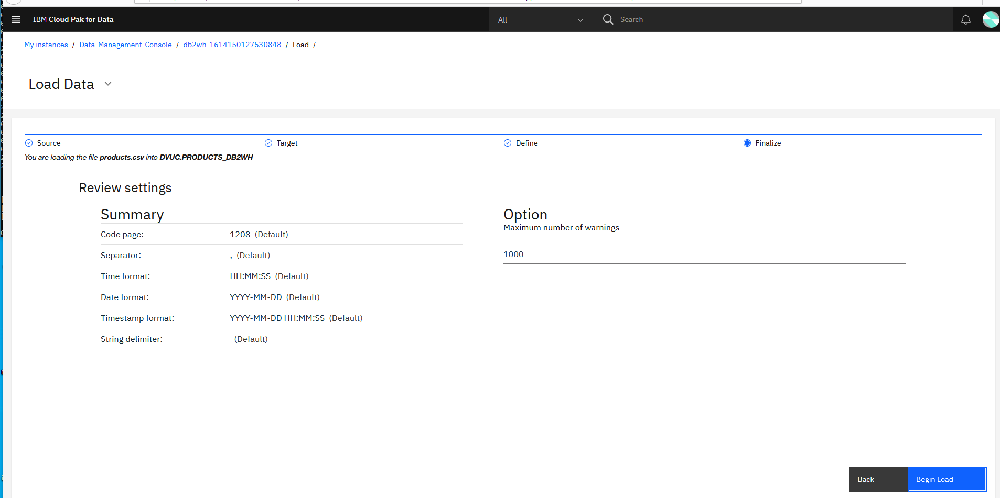 IBM Cloud Pak for Data
All
Search
My instances / Data-Management-Console / db2wh-1614150127530848 / Load /
Load Data
Source
Target
Define
Finalize
You are loading the file products.csv into DVUC.PRODUCTS_DB2WH
Review settings
Summary
Code page: 1208 (Default)
Separator: , (Default)
Time format: HH:MM:SS (Default)
Date format: YYYY-MM-DD (Default)
Timestamp format: YYYY-MM-DD HH:MM:SS (Default)
String delimiter: (Default)
Option
Maximum number of warnings
1000
Back
Begin Load